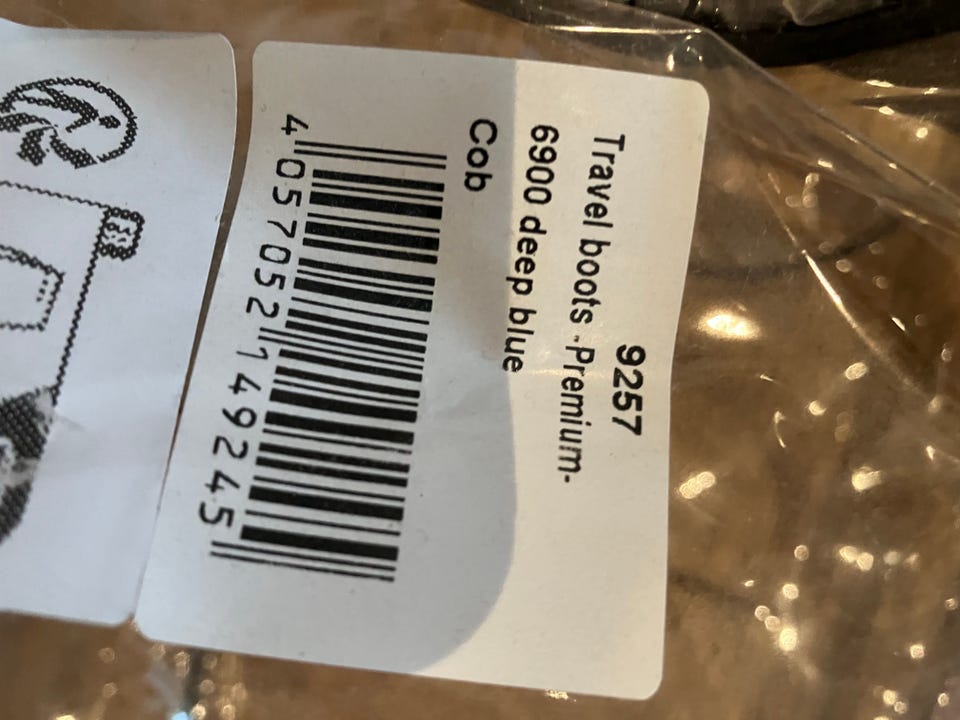 9257
Travel boots -Premium-
6900 deep blue
Cob
4 057052 149245